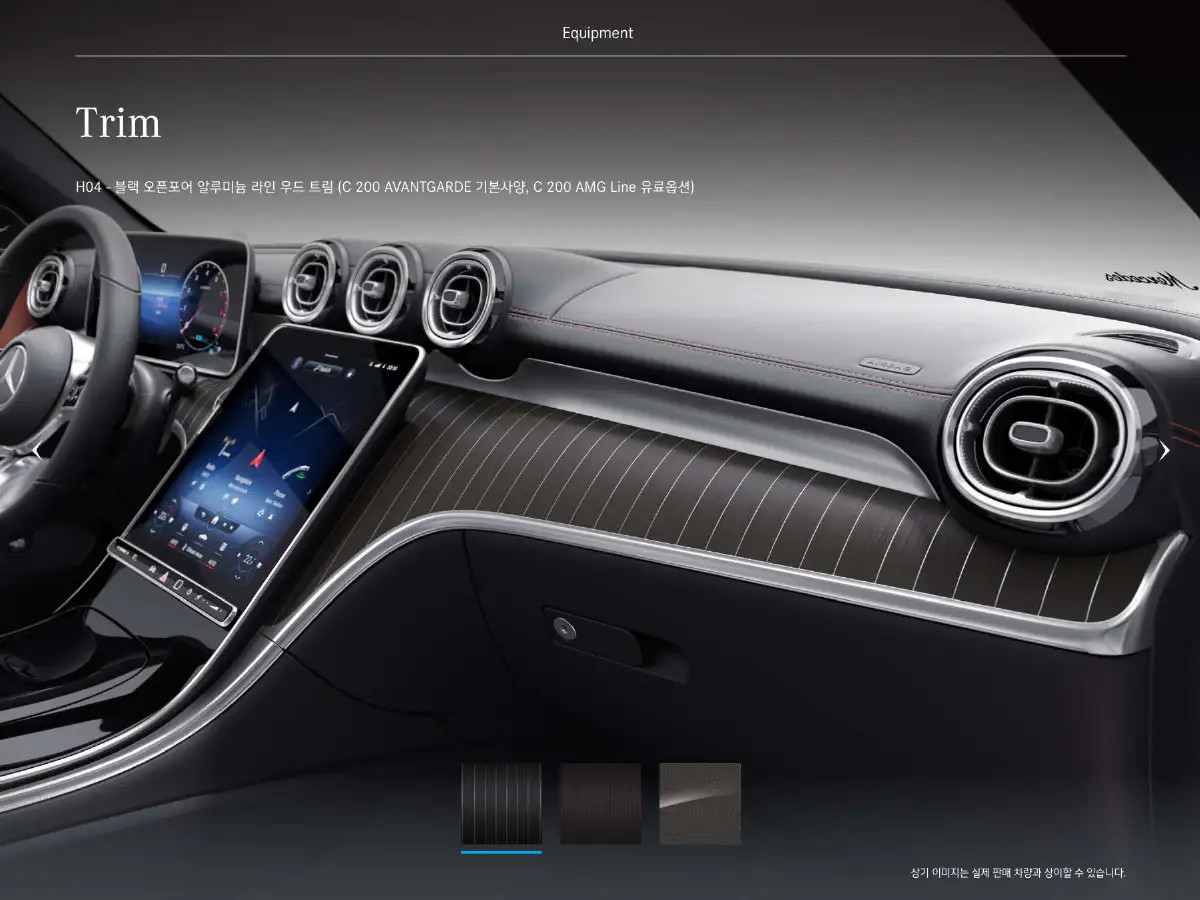 Equipment
Trim
H04 - 블랙 오픈포어 알루미늄 라인 우드 트림 (C 200 AVANTGARDE 기본사양, C 200 AMG Line 유료옵션)
Mercedes
AIRBAG
상기 이미지는 실제 판매 차량과 상이할 수 있습니다.